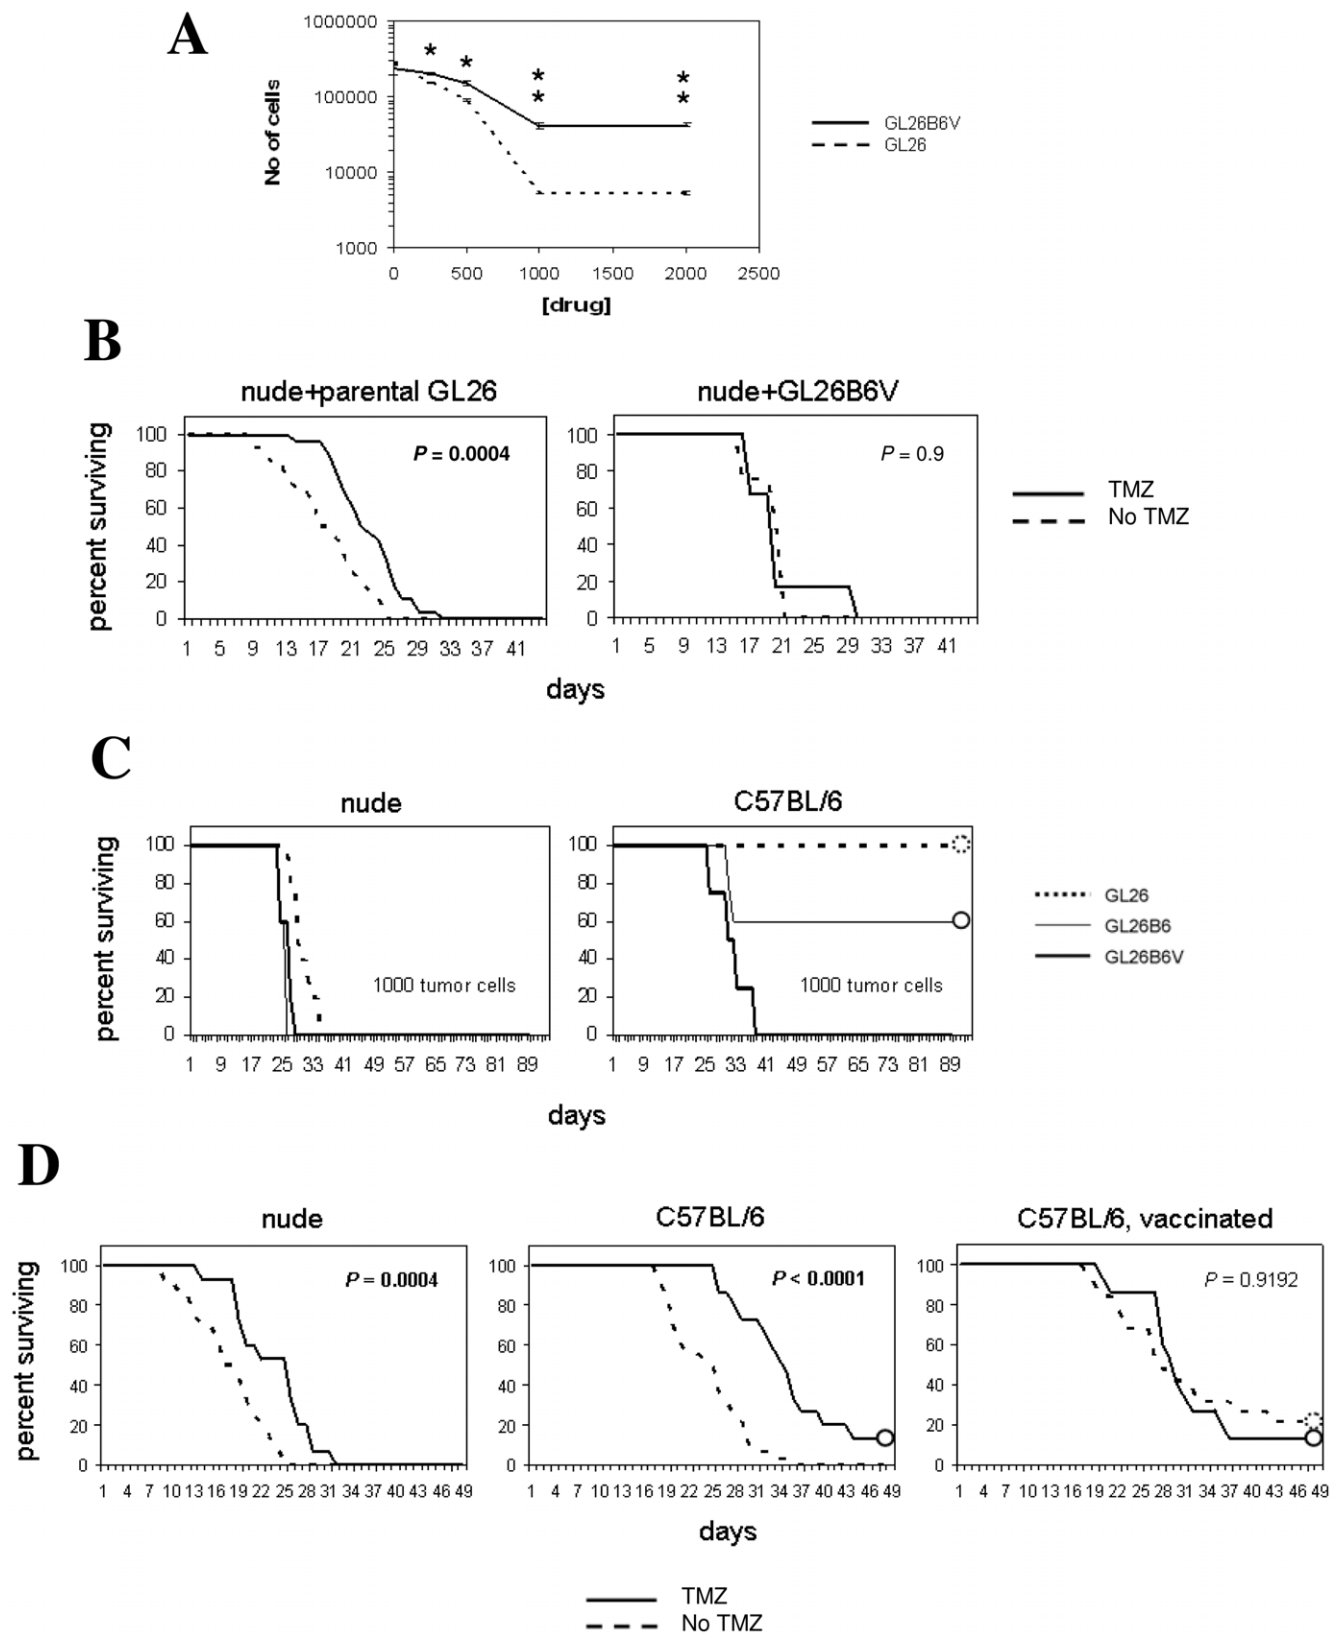 A
1000000
100000
10000
1000
No of cells
* * * * * *
0 500 1000 1500 2000 2500
[drug]
GL26B6V
GL26
B
nude+parental GL26
nude+GL26B6V
percent surviving
100
80
60
40
20
0
P = 0.0004
1 5 9 13 17 21 25 29 33 37 41
100
80
60
40
20
0
P = 0.9
1 5 9 13 17 21 25 29 33 37 41
days
TMZ
No TMZ
C
nude
C57BL/6
percent surviving
100
80
60
40
20
0
1000 tumor cells
1 9 17 25 33 41 49 57 65 73 81 89
100
80
60
40
20
0
1000 tumor cells
1 9 17 25 33 41 49 57 65 73 81 89
days
GL26
GL26B6
GL26B6V
D
nude
C57BL/6
C57BL/6, vaccinated
percent surviving
100
80
60
40
20
0
P = 0.0004
1 4 7 10 13 16 19 22 25 28 31 34 37 40 43 46 49
100
80
60
40
20
0
P < 0.0001
1 4 7 10 13 16 19 22 25 28 31 34 37 40 43 46 49
100
80
60
40
20
0
P = 0.9192
1 4 7 10 13 16 19 22 25 28 31 34 37 40 43 46 49
days
TMZ
No TMZ